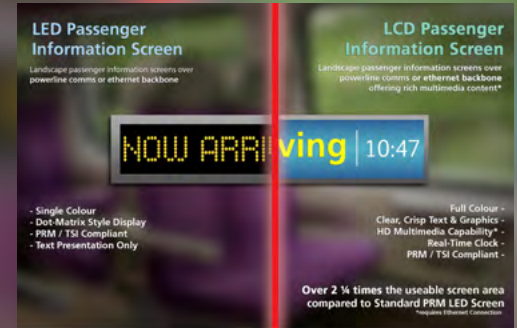 LED Passenger
Information Screen
Landscape passenger information screens over
powerline comms or ethernet backbone
LCD Passenger
Information Screen
Landscape passenger information screens over
powerline comms or ethernet backbone
offering rich multimedia content*
NOW ARRIving 10:47
- Single Colour
- Dot-Matrix Style Display
- PRM / TSI Compliant
- Text Presentation Only
Full Colour -
Clear, Crisp Text & Graphics -
HD Multimedia Capability* -
Real-Time Clock -
PRM / TSI Compliant -
Over 2 ¼ times the useable screen area
compared to Standard PRM LED Screen
*requires Ethernet Connection